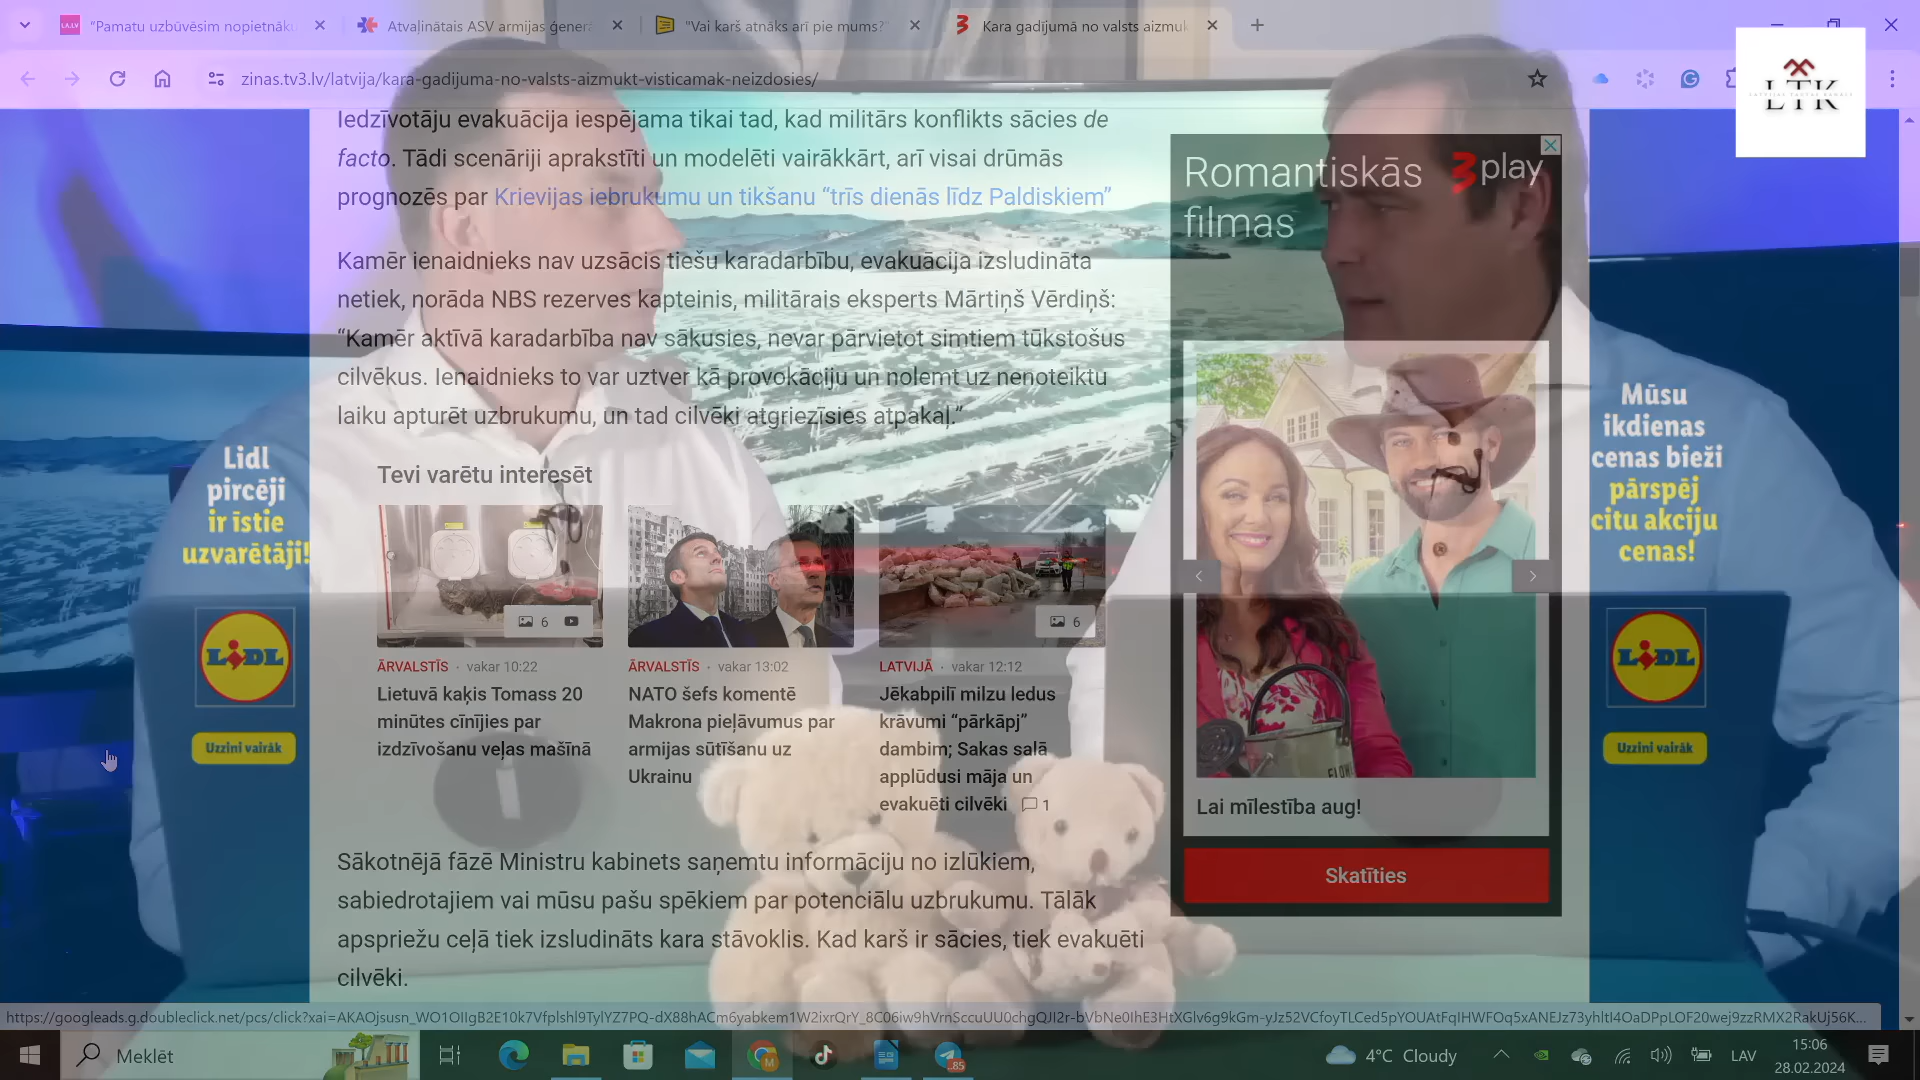 "Pamatu uzbūvēsim nopietnāku
Atvaļinātais ASV armijas ģenerā
"Vai karš atnāks arī pie mums?"
Kara gadījumā no valsts aizmuk
zinas.tv3.lv/latvija/kara-gadijuma-no-valsts-aizmukt-visticamak-neizdosies/
LTK
Iedzīvotāju evakuācija iespējama tikai tad, kad militārs konflikts sācies de
facto. Tādi scenāriji aprakstīti un modelēti vairākkārt, arī visai drūmās
prognozēs par Krievijas iebrukumu un tikšanu “trīs dienās līdz Paldiskiem”
Kamēr ienaidnieks nav uzsācis tiešu karadarbību, evakuācija izsludināta
netiek, norāda NBS rezerves kapteinis, militārais eksperts Mārtiņš Vērdiņš:
“Kamēr aktīvā karadarbība nav sākusies, nevar pārvietot simtiem tūkstošus
cilvēkus. Ienaidnieks to var uztver kā provokāciju un nolemt uz nenoteiktu
laiku apturēt uzbrukumu, un tad cilvēki atgriezīsies atpakaļ.”
Tevi varētu interesēt
6
6
ĀRVALSTĪS · vakar 10:22
Lietuvā kaķis Tomass 20
minūtes cīnījies par
izdzīvošanu veļas mašīnā
ĀRVALSTĪS · vakar 13:02
NATO šefs komentē
Makrona pieļāvumus par
armijas sūtīšanu uz
Ukrainu
LATVIJĀ · vakar 12:12
Jēkabpilī milzu ledus
krāvumi “pārkāpj”
dambim; Sakas salā
applūdusi māja un
evakuēti cilvēki 1
Sākotnējā fāzē Ministru kabinets saņemtu informāciju no izlūkiem,
sabiedrotajiem vai mūsu pašu spēkiem par potenciālu uzbrukumu. Tālāk
apspriežu ceļā tiek izsludināts kara stāvoklis. Kad karš ir sācies, tiek evakuēti
cilvēki.
Romantiskās
filmas
3 play
Lai mīlestība aug!
Skatīties
Lidl
pircēji
ir īstie
uzvarētāji!
LIDL
Uzzini vairāk
Mūsu
ikdienas
cenas bieži
pārspēj
citu akciju
cenas!
LIDL
Uzzini vairāk
Meklēt
85
4°C Cloudy
LAV
15:06
28.02.2024